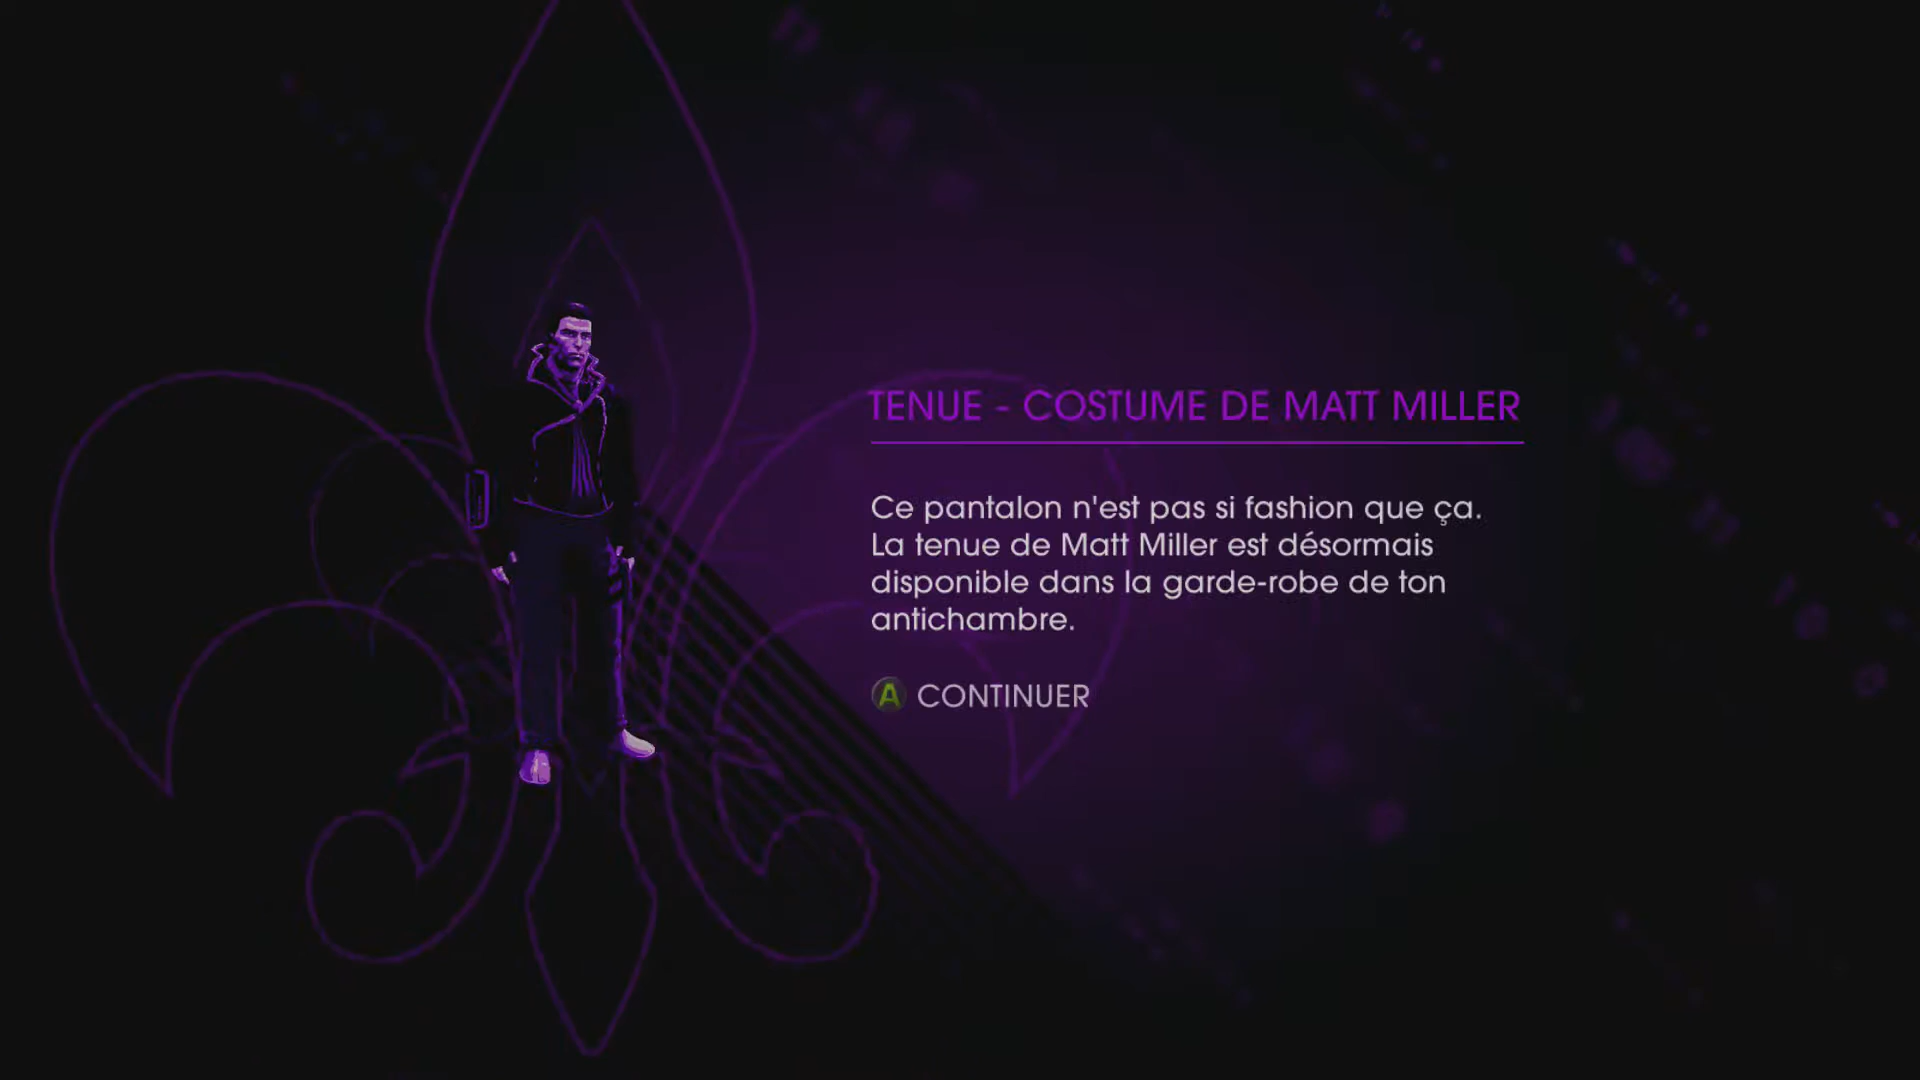 TENUE - COSTUME DE MATT MILLER
Ce pantalon n'est pas si fashion que ça.
La tenue de Matt Miller est désormais
disponible dans la garde-robe de ton
antichambre.
A CONTINUER